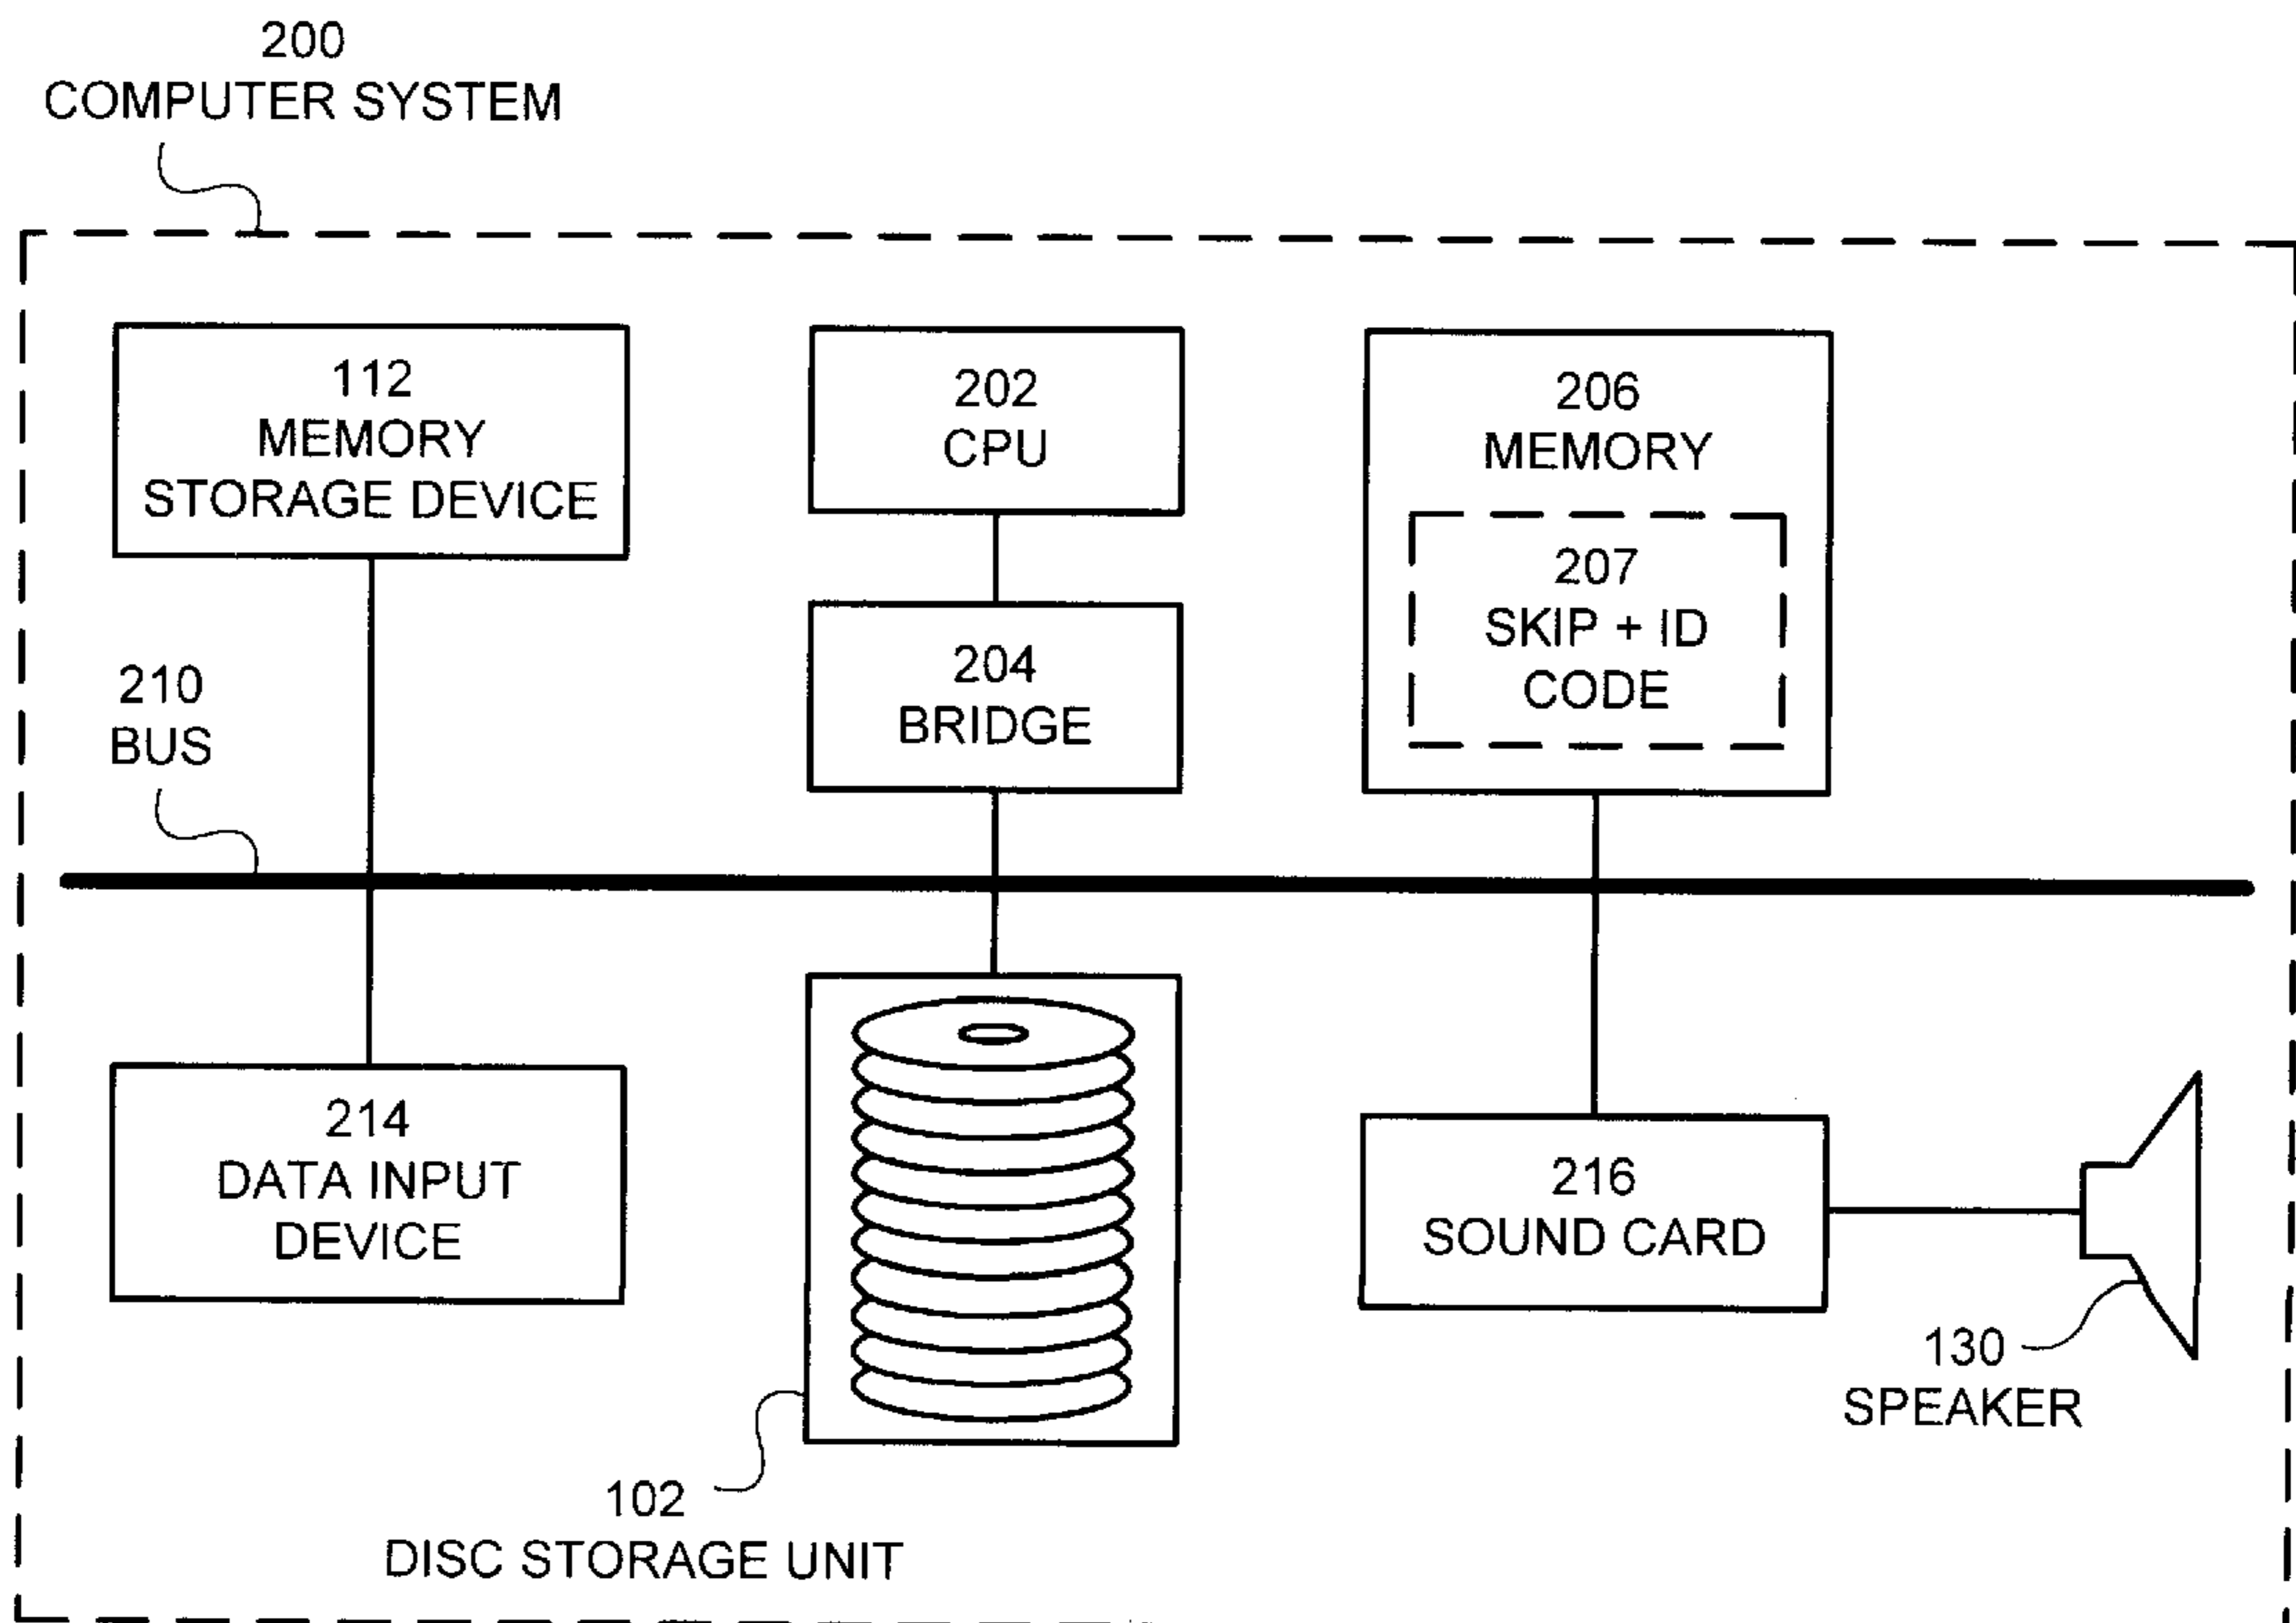 200
COMPUTER SYSTEM
112
MEMORY
STORAGE DEVICE
202
CPU
206
MEMORY
207
SKIP + ID
CODE
204
BRIDGE
210
BUS
214
DATA INPUT
DEVICE
216
SOUND CARD
130
SPEAKER
102
DISC STORAGE UNIT